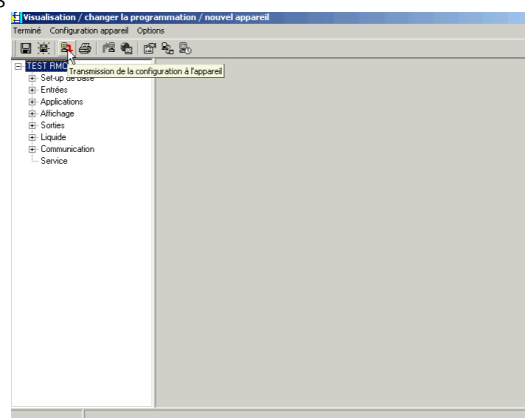 Visualisation / changer la programmation / nouvel appareil
Terminé Configuration appareil Options
TEST RMC
Transmission de la configuration à l'appareil
Set-up de base
Entrées
Applications
Affichage
Sorties
Liquide
Communication
Service